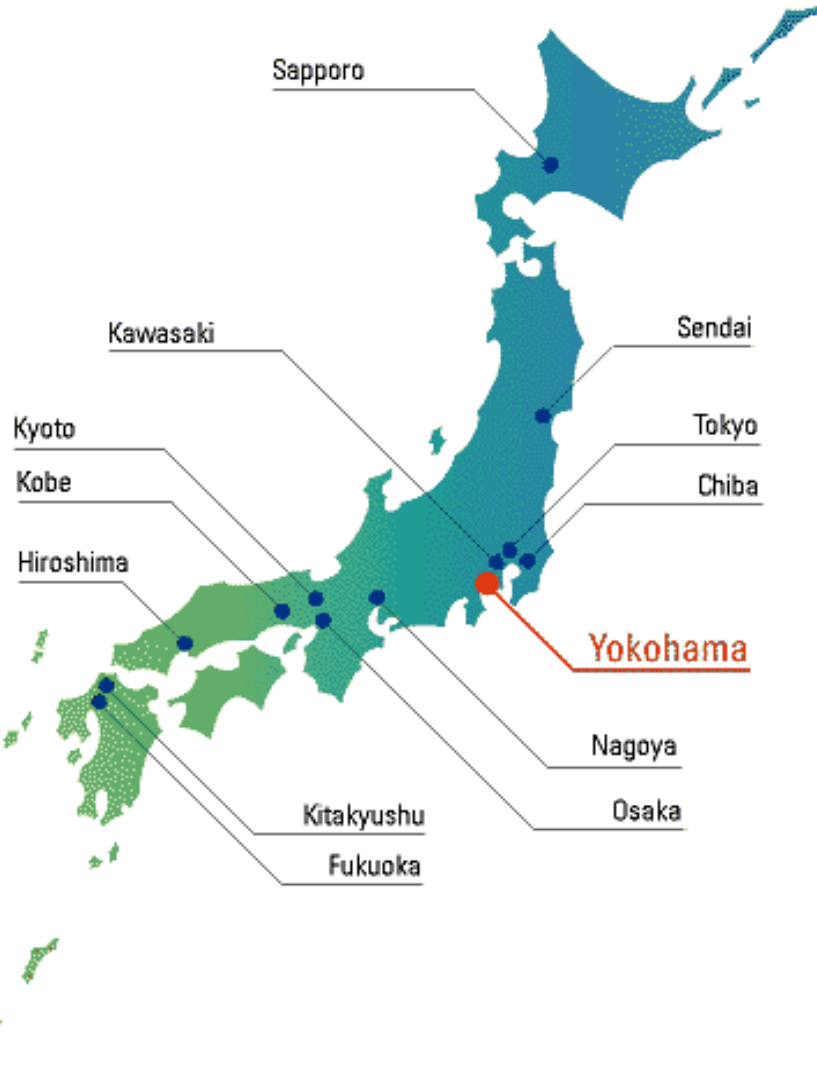 Sapporo
Kawasaki
Sendai
Kyoto
Tokyo
Kobe
Chiba
Hiroshima
Yokohama
Nagoya
Kitakyushu
Osaka
Fukuoka